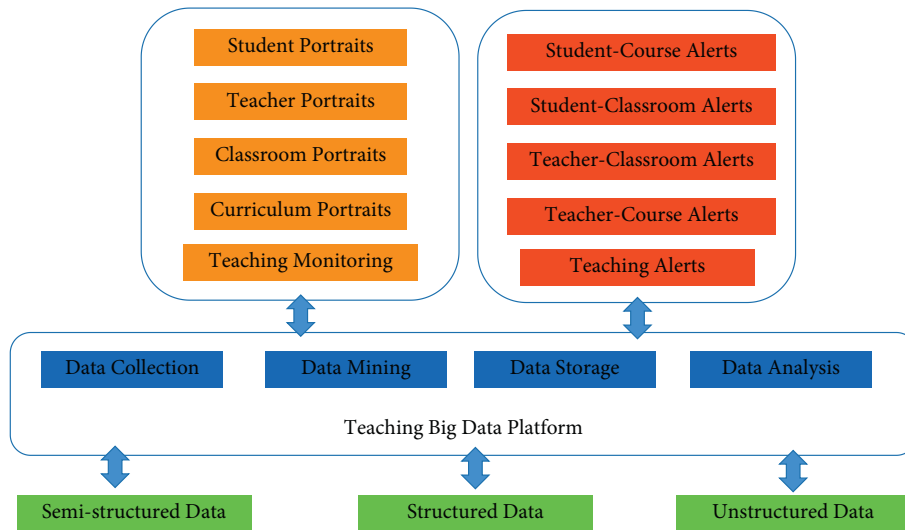 Student Portraits
Teacher Portraits
Classroom Portraits
Curriculum Portraits
Teaching Monitoring
Student-Course Alerts
Student-Classroom Alerts
Teacher-Classroom Alerts
Teacher-Course Alerts
Teaching Alerts
Data Collection
Data Mining
Data Storage
Data Analysis
Teaching Big Data Platform
Semi-structured Data
Structured Data
Unstructured Data